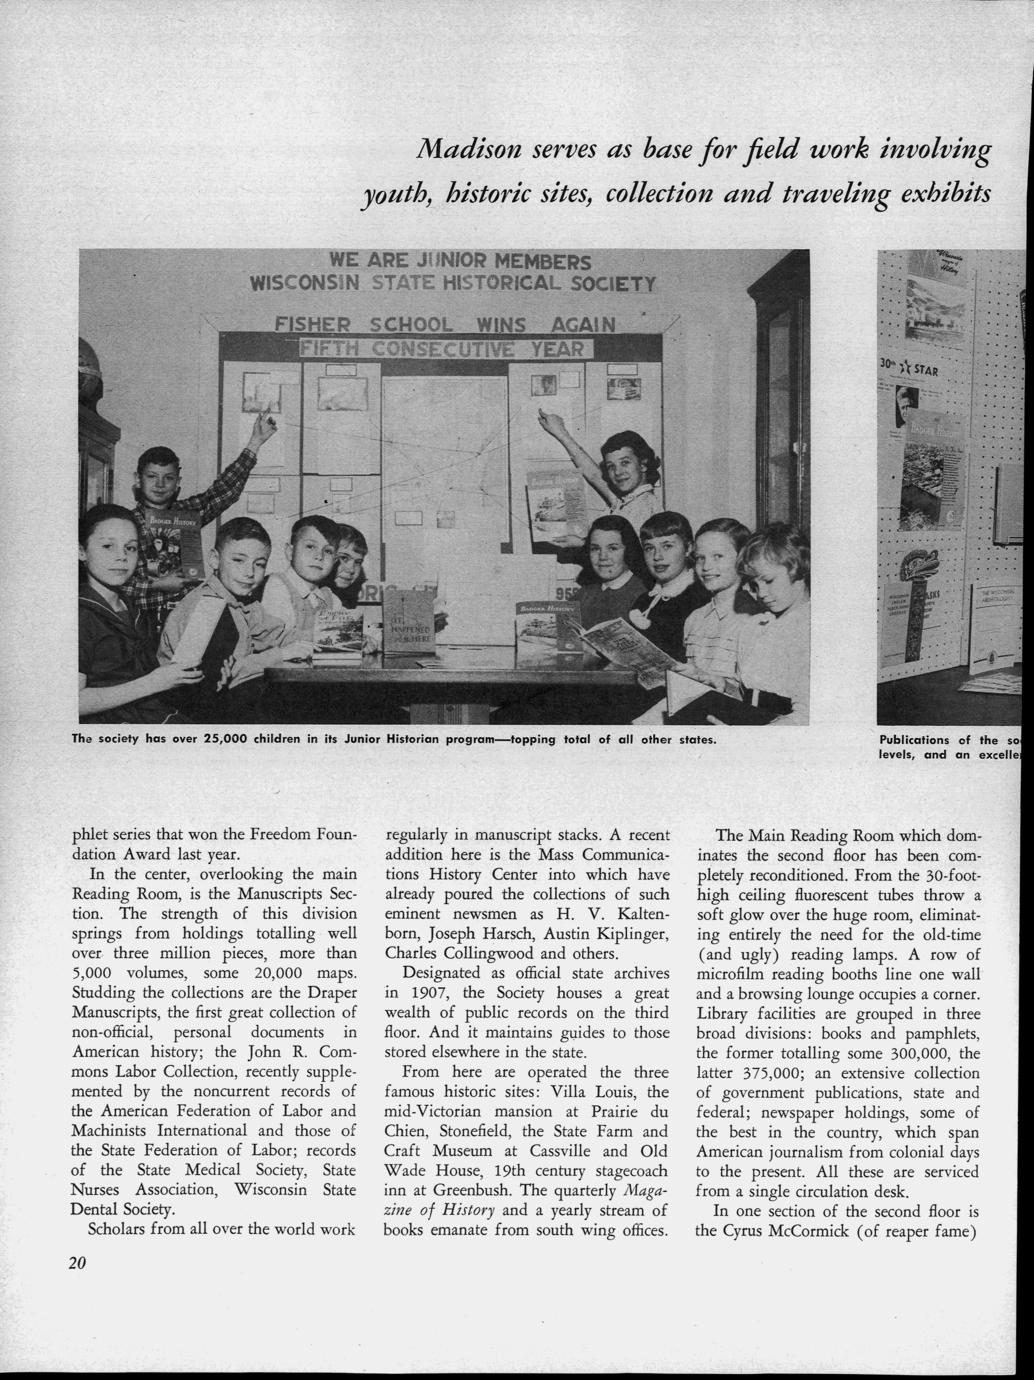 Madison serves as base for field work involving
youth, historic sites, collection and traveling exhibits
WE ARE JUNIOR MEMBERS
WISCONSIN STATE HISTORICAL SOCIETY
FISHER SCHOOL WINS AGAIN
FIFTH CONSECUTIVE YEAR
BADGER HISTORY
IT HAPPENED HERE
BADGER HISTORY
30th STAR
BADGER HISTORY
The society has over 25,000 children in its Junior Historian program—topping total of all other states.
Publications of the so
levels, and an excelle
phlet series that won the Freedom Foun-
dation Award last year.
In the center, overlooking the main
Reading Room, is the Manuscripts Sec-
tion. The strength of this division
springs from holdings totalling well
over three million pieces, more than
5,000 volumes, some 20,000 maps.
Studding the collections are the Draper
Manuscripts, the first great collection of
non-official, personal documents in
American history; the John R. Com-
mons Labor Collection, recently supple-
mented by the noncurrent records of
the American Federation of Labor and
Machinists International and those of
the State Federation of Labor; records
of the State Medical Society, State
Nurses Association, Wisconsin State
Dental Society.
Scholars from all over the world work
regularly in manuscript stacks. A recent
addition here is the Mass Communica-
tions History Center into which have
already poured the collections of such
eminent newsmen as H. V. Kalten-
born, Joseph Harsch, Austin Kiplinger,
Charles Collingwood and others.
Designated as official state archives
in 1907, the Society houses a great
wealth of public records on the third
floor. And it maintains guides to those
stored elsewhere in the state.
From here are operated the three
famous historic sites: Villa Louis, the
mid-Victorian mansion at Prairie du
Chien, Stonefield, the State Farm and
Craft Museum at Cassville and Old
Wade House, 19th century stagecoach
inn at Greenbush. The quarterly Maga-
zine of History and a yearly stream of
books emanate from south wing offices.
The Main Reading Room which dom-
inates the second floor has been com-
pletely reconditioned. From the 30-foot-
high ceiling fluorescent tubes throw a
soft glow over the huge room, eliminat-
ing entirely the need for the old-time
(and ugly) reading lamps. A row of
microfilm reading booths line one wall
and a browsing lounge occupies a corner.
Library facilities are grouped in three
broad divisions: books and pamphlets,
the former totalling some 300,000, the
latter 375,000; an extensive collection
of government publications, state and
federal; newspaper holdings, some of
the best in the country, which span
American journalism from colonial days
to the present. All these are serviced
from a single circulation desk.
In one section of the second floor is
the Cyrus McCormick (of reaper fame)
20